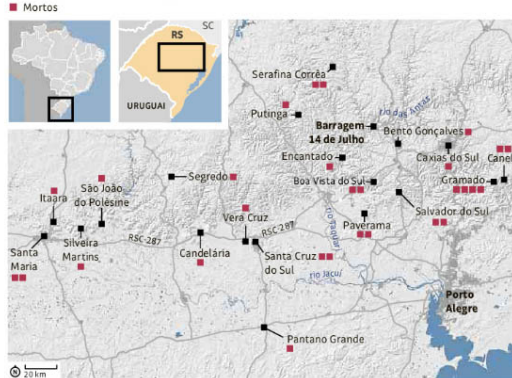 Mortos
SC
RS
URUGUAI
Serafina Corrêa
rio das Antas
Putinga
Barragem
14 de Julho
Bento Gonçalves
Encantado
Caxias do Sul
Canel
Segredo
Boa Vista do Sul
Gramado
São João
do Polêsine
Itaara
Vera Cruz
rio Taquari
Salvador do Sul
RSC-287
RSC-287
Paverama
Santa
Maria
Silveira
Martins
Candelária
Santa Cruz
do Sul
rio Jacuí
Porto
Alegre
Pantano Grande
N
20 km